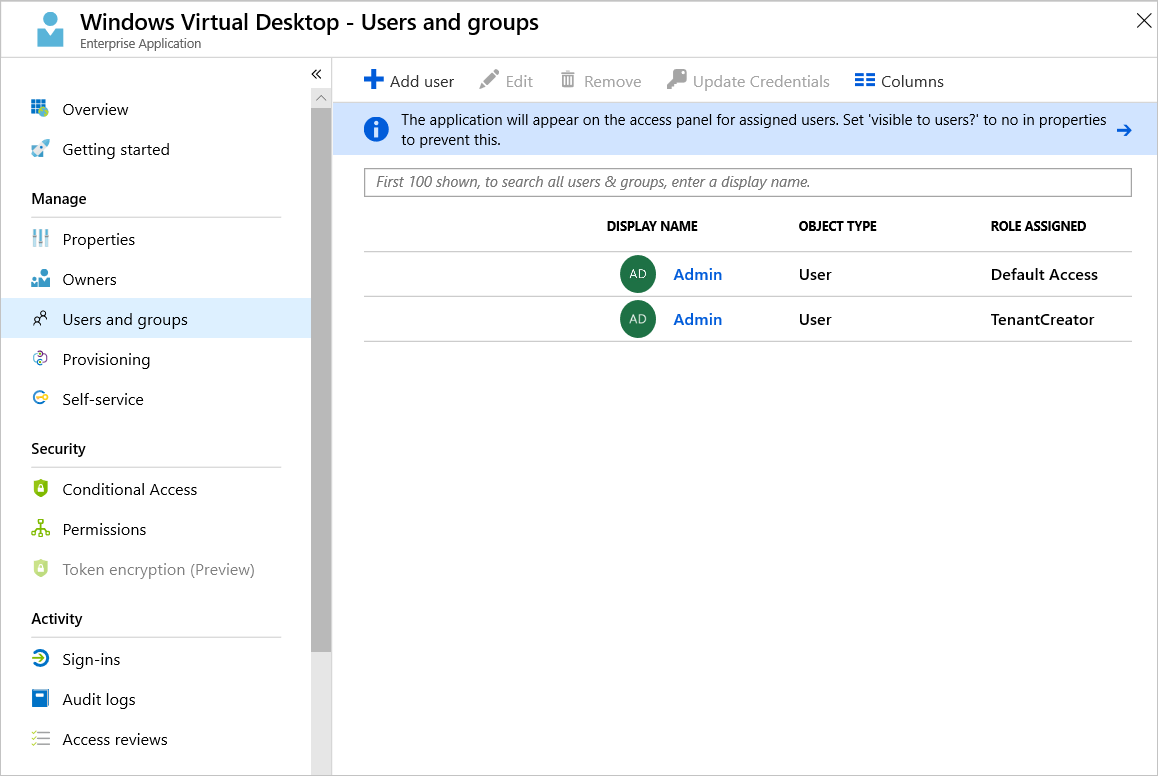 Windows Virtual Desktop - Users and groups
Enterprise Application
«
Overview
Getting started
Manage
Properties
Owners
Users and groups
Provisioning
Self-service
Security
Conditional Access
Permissions
Token encryption (Preview)
Activity
Sign-ins
Audit logs
Access reviews
Add user Edit Remove Update Credentials Columns
The application will appear on the access panel for assigned users. Set 'visible to users?' to no in properties
to prevent this.
First 100 shown, to search all users & groups, enter a display name.
DISPLAY NAME OBJECT TYPE ROLE ASSIGNED
AD Admin User Default Access
AD Admin User TenantCreator